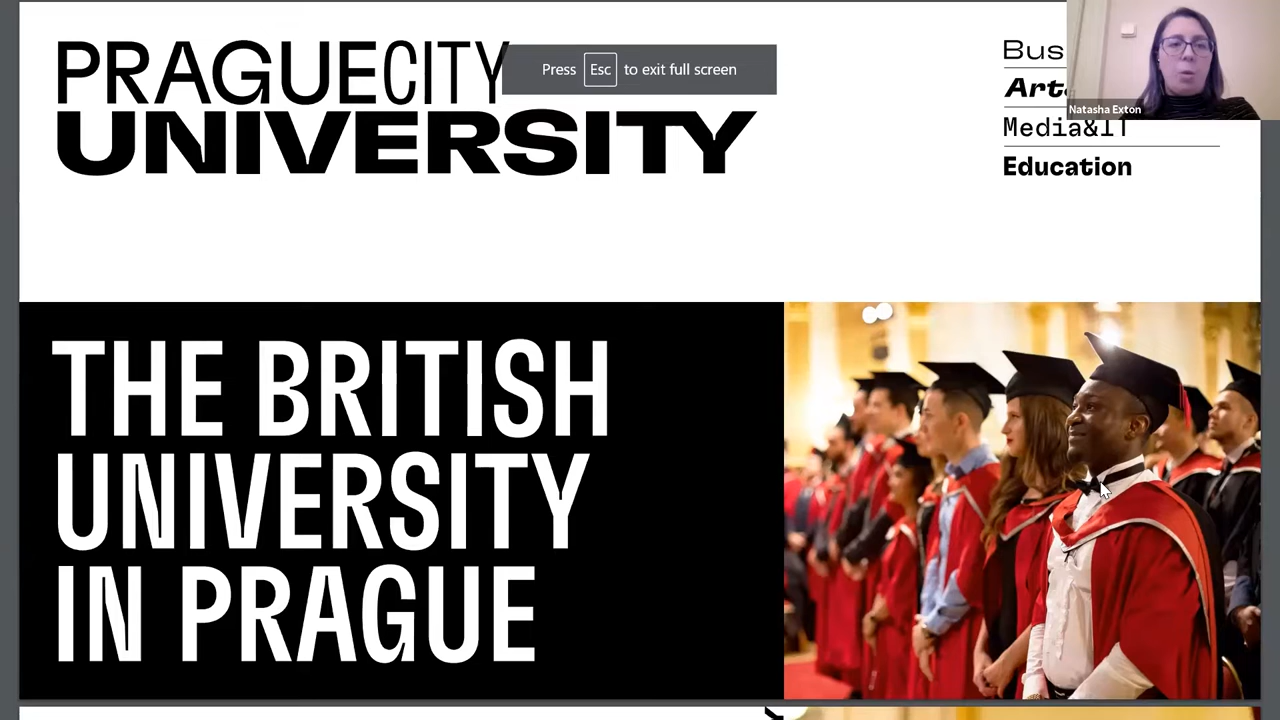 PRAGUECITY
UNIVERSITY
Press Esc to exit full screen
Bus
Art
Natasha Exton
Media&IT
Education
THE BRITISH
UNIVERSITY
IN PRAGUE